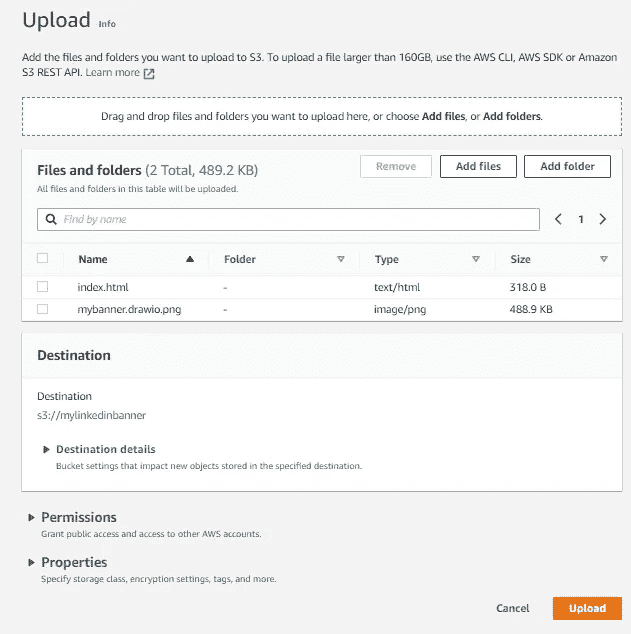 Upload Info
Add the files and folders you want to upload to S3. To upload a file larger than 160GB, use the AWS CLI, AWS SDK or Amazon
S3 REST API. Learn more
Drag and drop files and folders you want to upload here, or choose Add files, or Add folders.
Files and folders (2 Total, 489.2 KB)
Remove
Add files
Add folder
All files and folders in this table will be uploaded.
Find by name
1
Name Folder Type Size
index.html - text/html 318.0 B
mybanner.drawio.png - image/png 488.9 KB
Destination
Destination
s3://mylinkedinbanner
Destination details
Bucket settings that impact new objects stored in the specified destination.
Permissions
Grant public access and access to other AWS accounts.
Properties
Specify storage class, encryption settings, tags, and more.
Cancel Upload